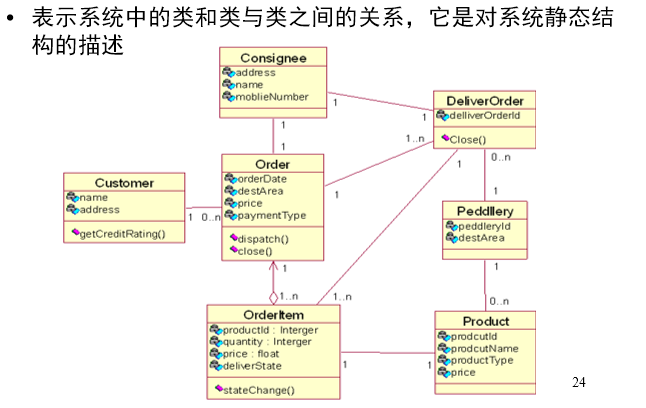 • 表示系统中的类和类与类之间的关系，它是对系统静态结
构的描述
Consignee
address
name
moblieNumber
1
1
DeliverOrder
delliverOrderId
Close()
1
1
1..n
1
0..n
Order
orderDate
destArea
price
paymentType
dispatch()
close()
1
Customer
name
address
getCreditRating()
1
0..n
1
Peddllery
peddleryId
destArea
1
1
1..n
1..n
0..n
OrderItem
productId : Interger
quantity : Interger
price : float
deliverState
stateChange()
1
1
Product
prodcutId
prodcutName
productType
price
24